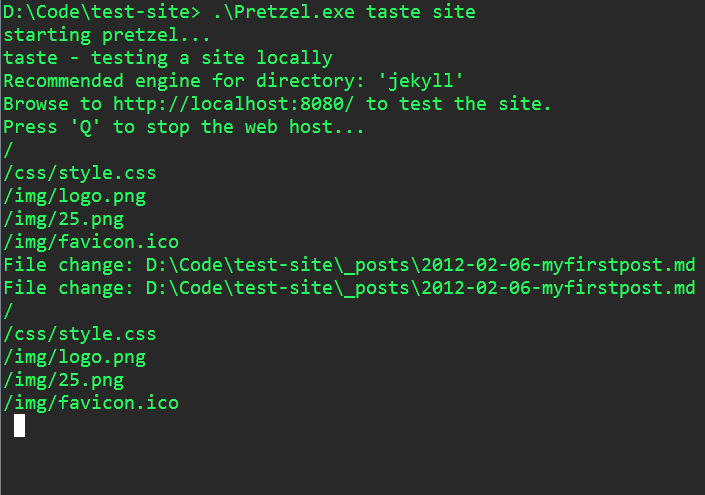 D:\Code\test-site> .\Pretzel.exe taste site
starting pretzel...
taste - testing a site locally
Recommended engine for directory: 'jekyll'
Browse to http://localhost:8080/ to test the site.
Press 'Q' to stop the web host...
/
/css/style.css
/img/logo.png
/img/25.png
/img/favicon.ico
File change: D:\Code\test-site\_posts\2012-02-06-myfirstpost.md
File change: D:\Code\test-site\_posts\2012-02-06-myfirstpost.md
/
/css/style.css
/img/logo.png
/img/25.png
/img/favicon.ico